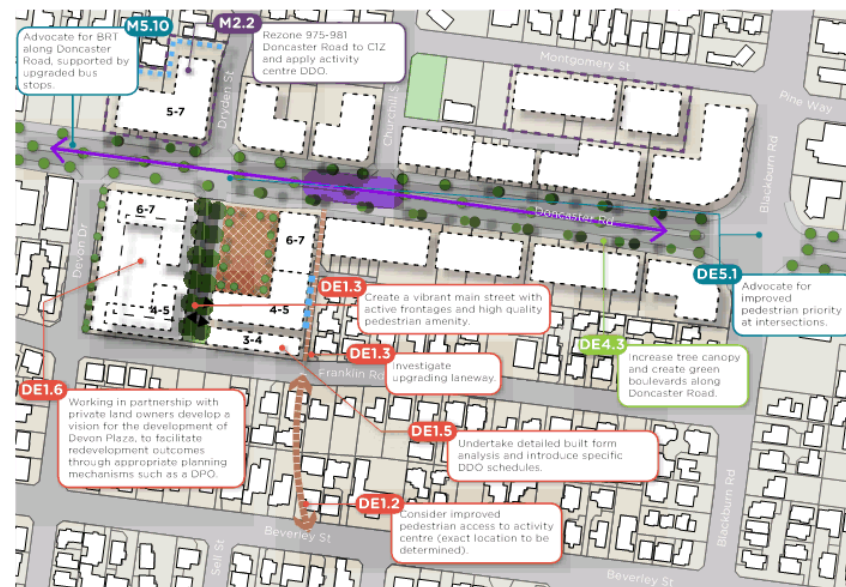 M5.10
Advocate for BRT
along Doncaster
Road, supported by
upgraded bus
stops.
M2.2
Rezone 975-981
Doncaster Road to C1Z
and apply activity
centre DDO.
Montgomery St
Pine Way
Dryden St
Churchill S
Blackburn Rd
5-7
Doncaster Rd
Devon Dr
6-7
6-7
4-5
4-5
3-4
DE5.1
Advocate for
improved
pedestrian priority
at intersections.
DE1.3
Create a vibrant main street with
active frontages and high quality
pedestrian amenity.
DE4.3
Increase tree canopy
and create green
boulevards along
Doncaster Road.
DE1.3
Investigate
upgrading laneway.
Franklin Rd
DE1.6
Working in partnership with
private land owners develop a
vision for the development of
Devon Plaza, to facilitate
redevelopment outcomes
through appropriate planning
mechanisms such as a DPO.
DE1.5
Undertake detailed built form
analysis and introduce specific
DDO schedules.
DE1.2
Consider improved
pedestrian access to activity
centre (exact location to be
determined).
Blackburn Rd
Beverley St
Sell St
Beverley St